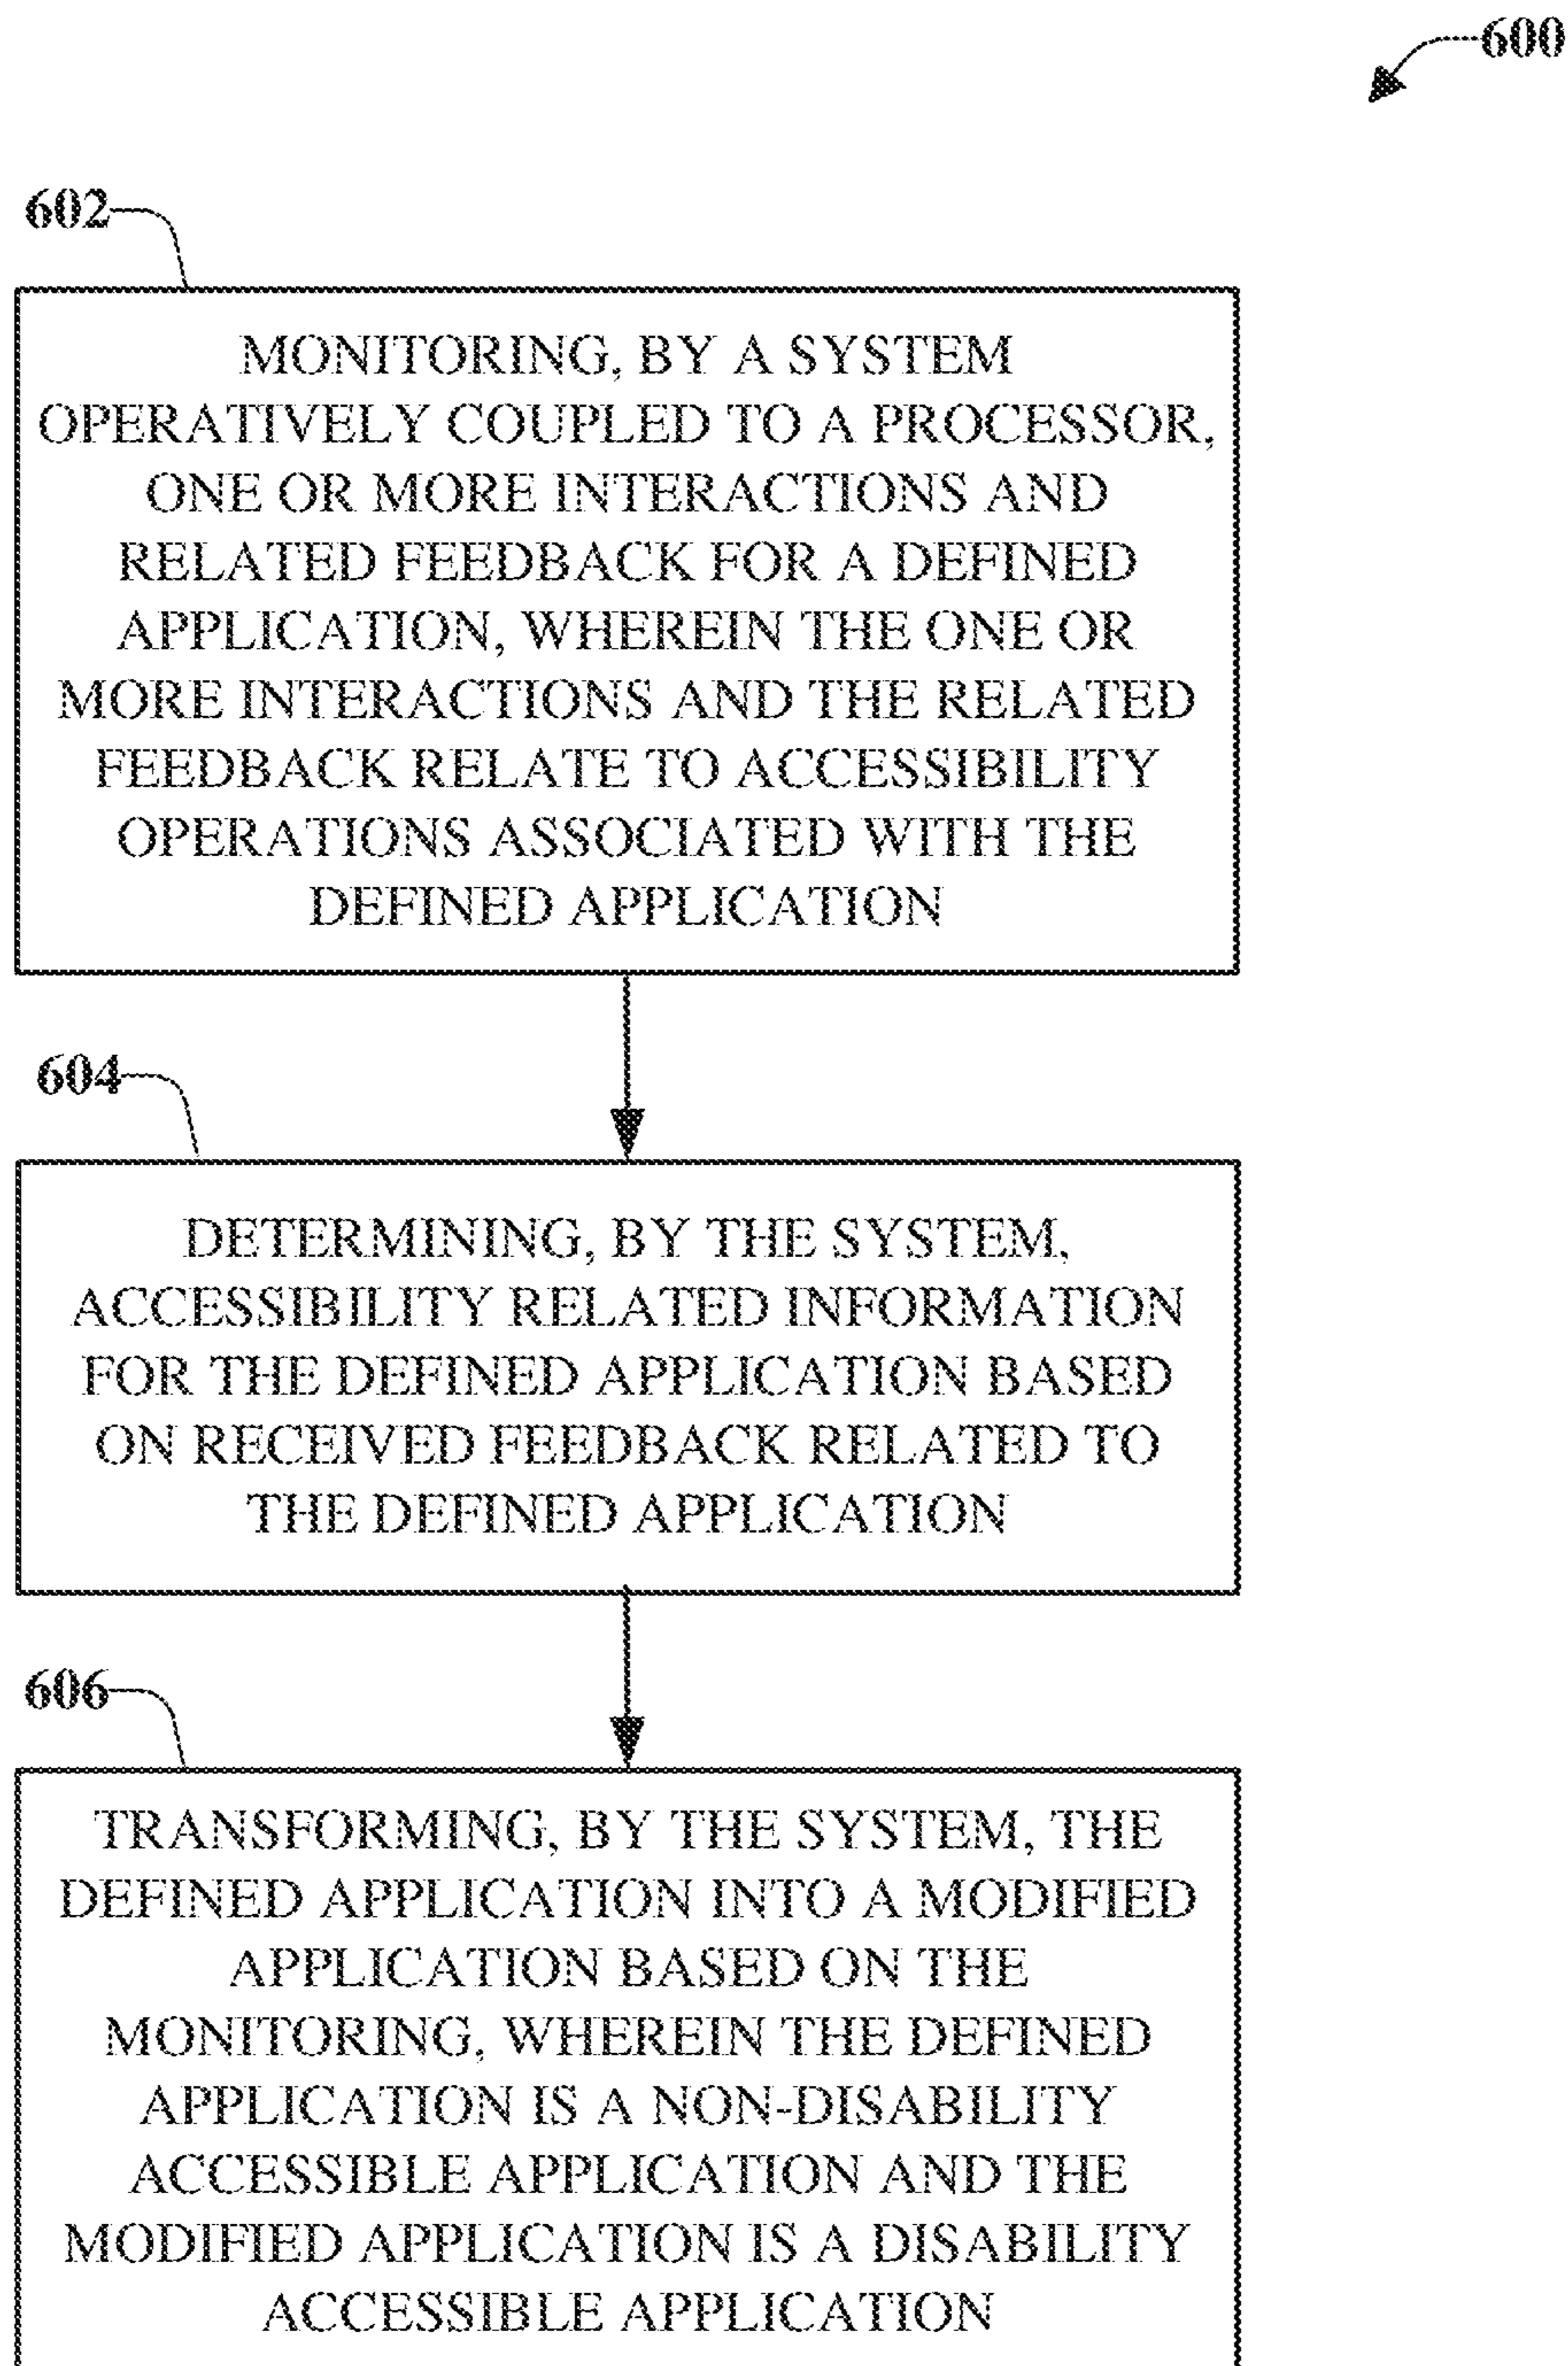 600
602
MONITORING, BY A SYSTEM
OPERATIVELY COUPLED TO A PROCESSOR,
ONE OR MORE INTERACTIONS AND
RELATED FEEDBACK FOR A DEFINED
APPLICATION, WHEREIN THE ONE OR
MORE INTERACTIONS AND THE RELATED
FEEDBACK RELATE TO ACCESSIBILITY
OPERATIONS ASSOCIATED WITH THE
DEFINED APPLICATION
604
DETERMINING, BY THE SYSTEM,
ACCESSIBILITY RELATED INFORMATION
FOR THE DEFINED APPLICATION BASED
ON RECEIVED FEEDBACK RELATED TO
THE DEFINED APPLICATION
606
TRANSFORMING, BY THE SYSTEM, THE
DEFINED APPLICATION INTO A MODIFIED
APPLICATION BASED ON THE
MONITORING, WHEREIN THE DEFINED
APPLICATION IS A NON-DISABILITY
ACCESSIBLE APPLICATION AND THE
MODIFIED APPLICATION IS A DISABILITY
ACCESSIBLE APPLICATION